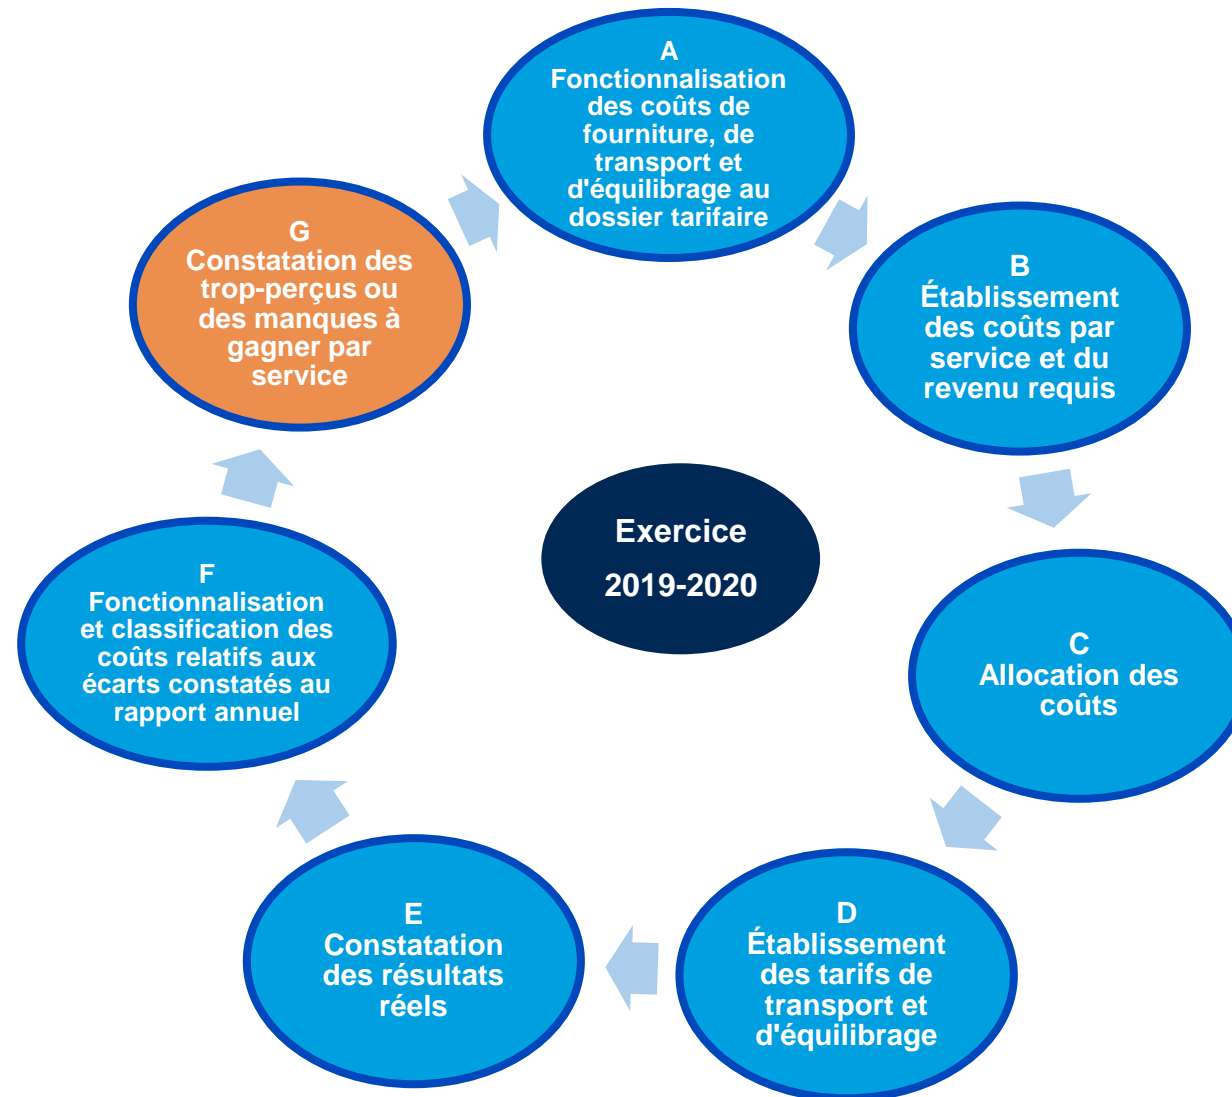 A
Fonctionnalisation
des coûts de
fourniture, de
transport et
d'équilibrage au
dossier tarifaire
B
Établissement
des coûts par
service et du
revenu requis
C
Allocation des
coûts
D
Établissement
des tarifs de
transport et
d'équilibrage
E
Constatation
des résultats
réels
F
Fonctionnalisation
et classification des
coûts relatifs aux
écarts constatés au
rapport annuel
G
Constatation des
trop-perçus ou
des manques à
gagner par
service
Exercice
2019-2020